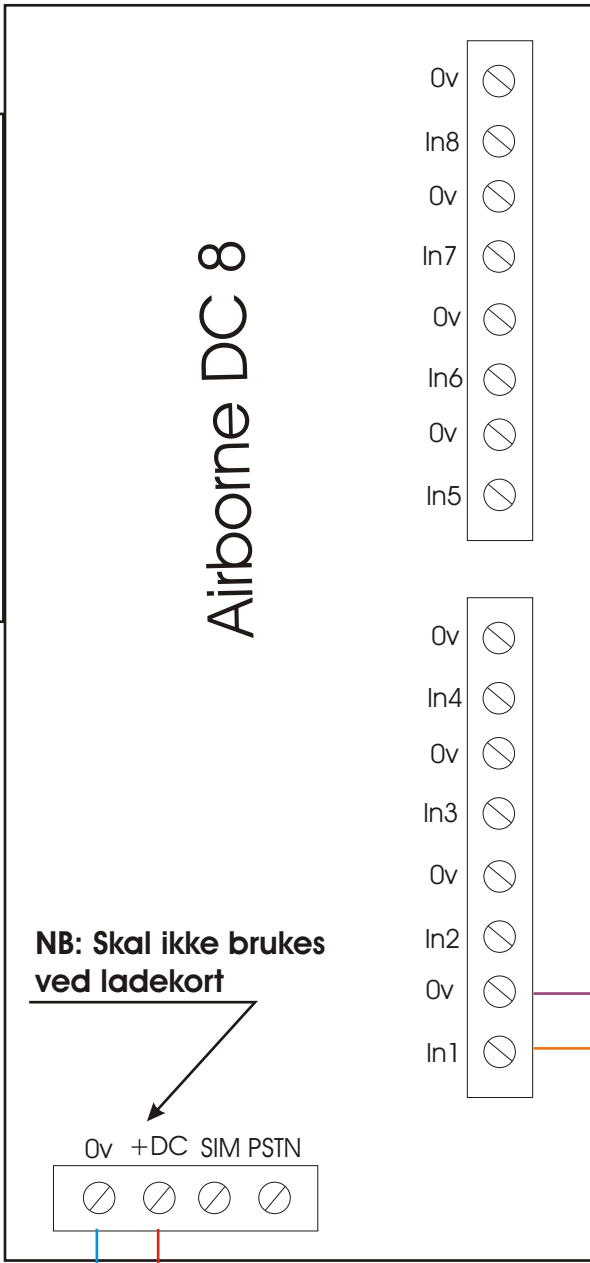 Airborne DC 8
0v
In8
0v
In7
0v
In6
0v
In5
0v
In4
0v
In3
0v
In2
0v
In1
NB: Skal ikke brukes
ved ladekort
0v +DC SIM PSTN